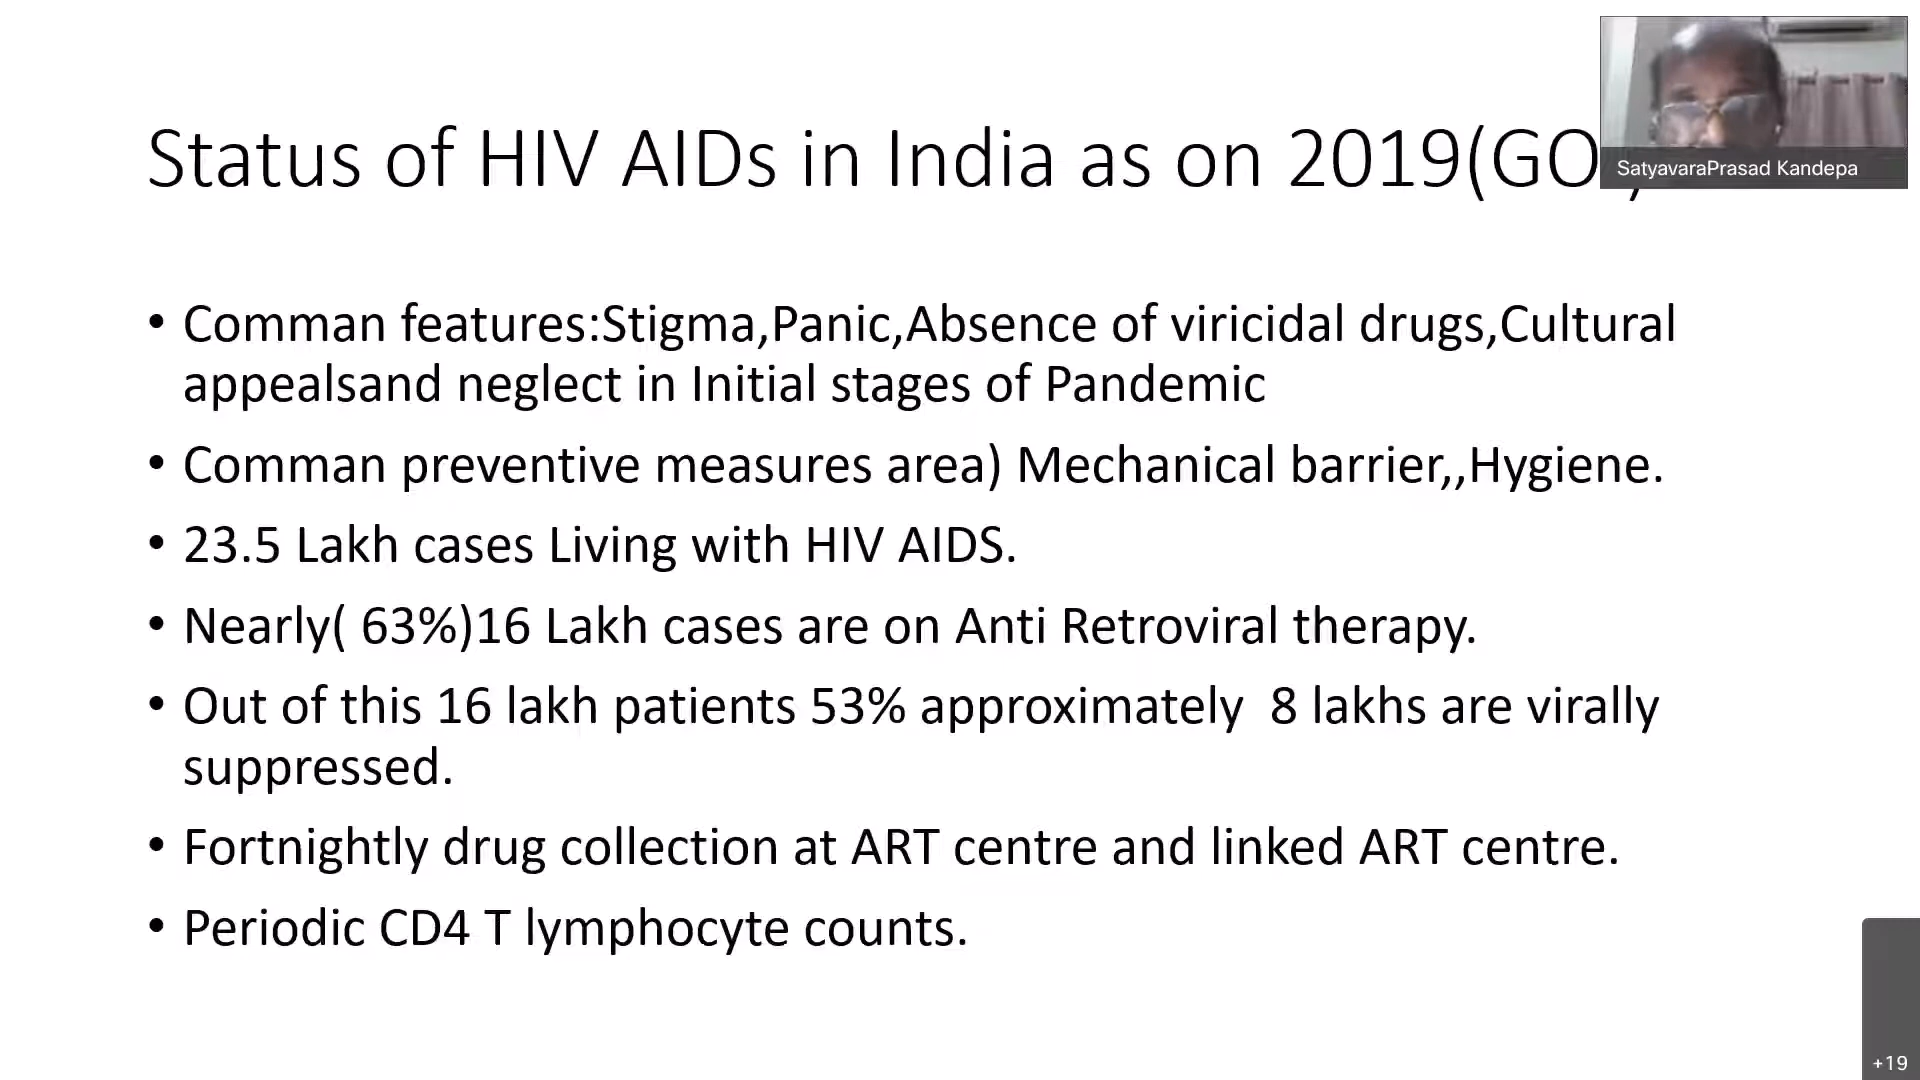 Status of HIV AIDs in India as on 2019(GO
SatyavaraPrasad Kandepa
• Comman features:Stigma,Panic,Absence of viricidal drugs,Cultural
appealsand neglect in Initial stages of Pandemic
• Comman preventive measures area) Mechanical barrier,,Hygiene.
• 23.5 Lakh cases Living with HIV AIDS.
• Nearly( 63%)16 Lakh cases are on Anti Retroviral therapy.
• Out of this 16 lakh patients 53% approximately  8 lakhs are virally
suppressed.
• Fortnightly drug collection at ART centre and linked ART centre.
• Periodic CD4 T lymphocyte counts.
+19